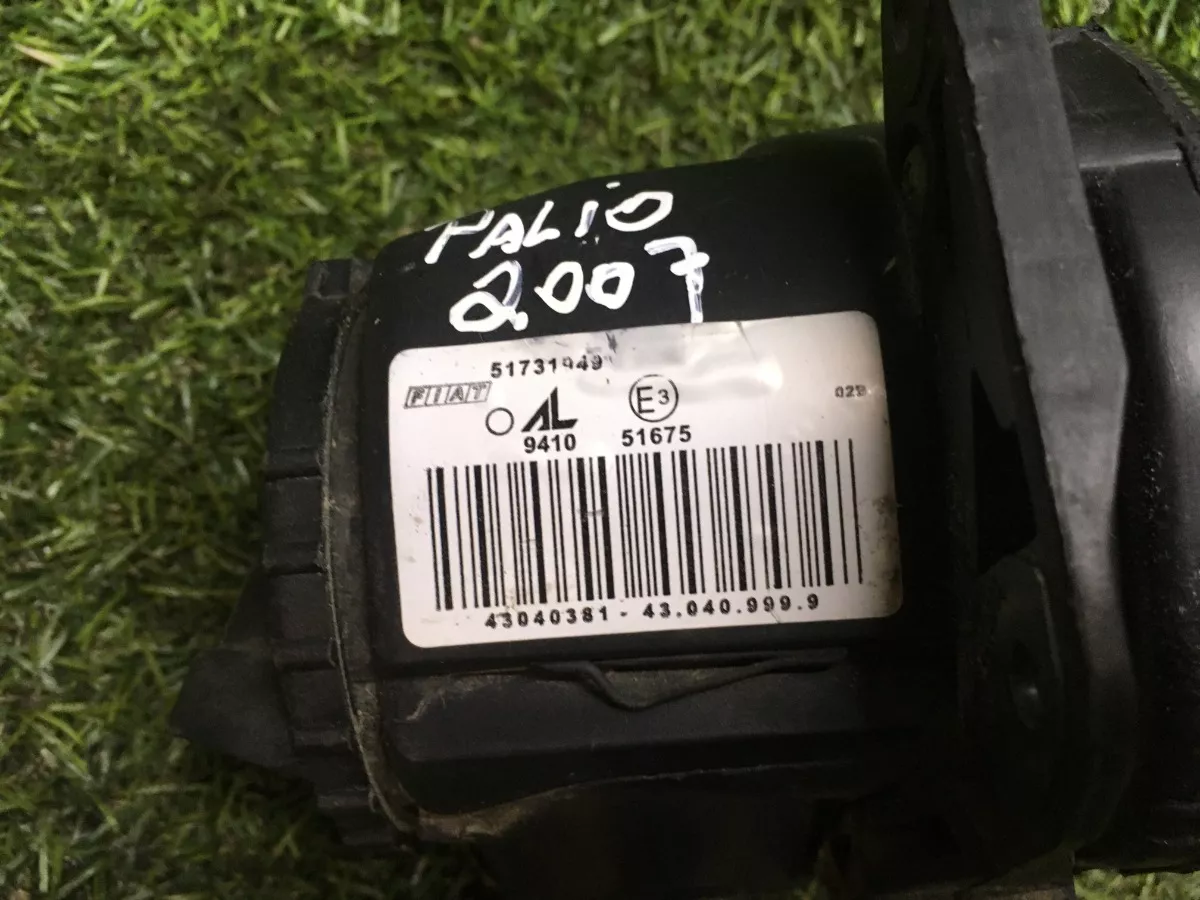 PALIO
2007
51731949
FIAT
AL
E3
02B
9410
51675
43040381 - 43.040.999.9